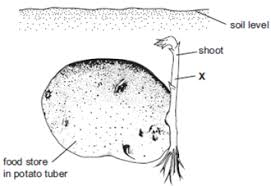 soil level
shoot
X
food store
in potato tuber